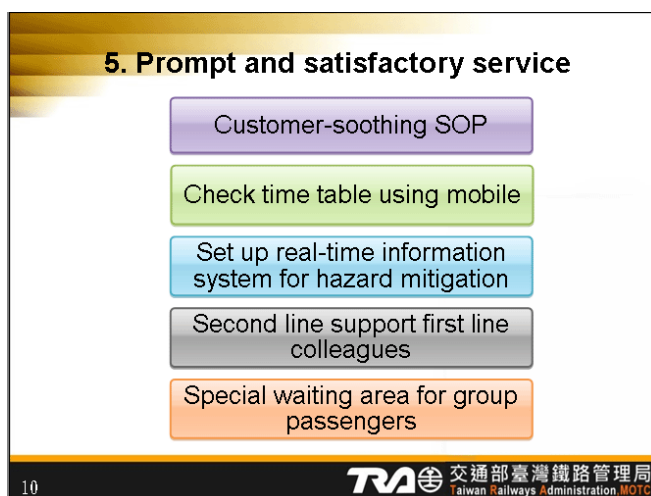 5. Prompt and satisfactory service
Customer-soothing SOP
Check time table using mobile
Set up real-time information
system for hazard mitigation
Second line support first line
colleagues
Special waiting area for group
passengers
10
TRA 交通部臺灣鐵路管理局
Taiwan Railways Administration,MOTC